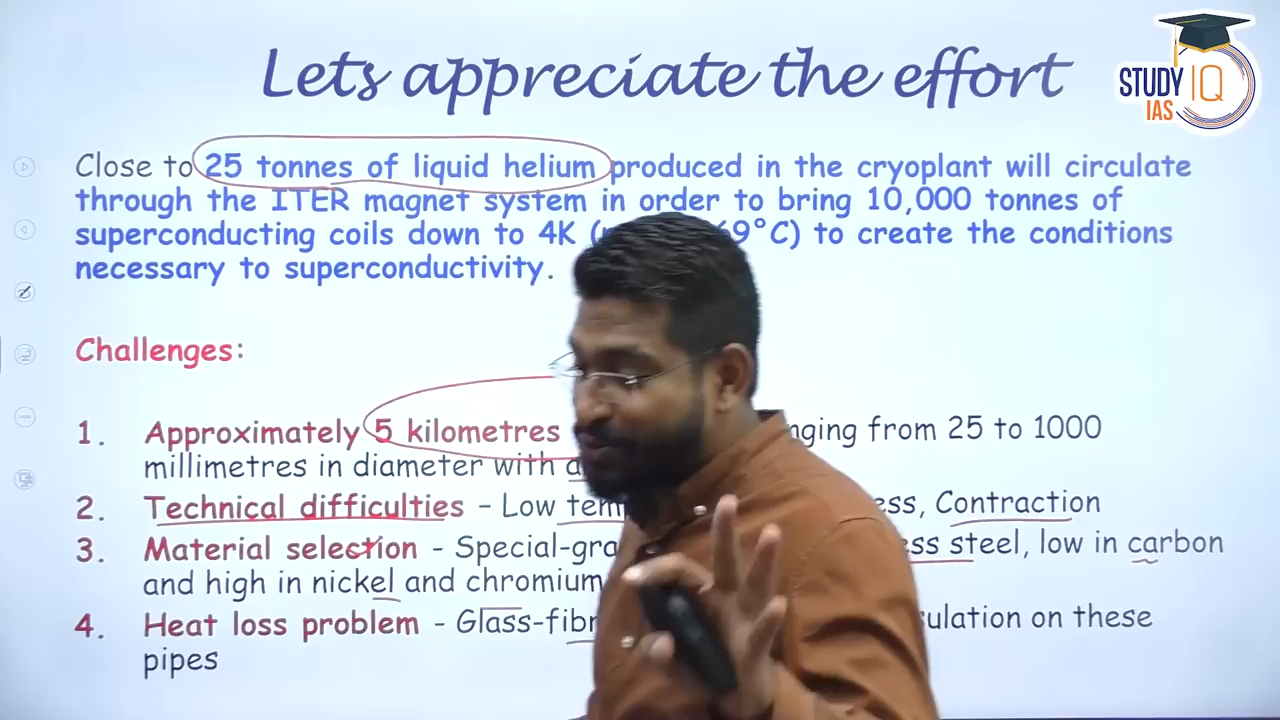 Lets appreciate the effort
STUDY IQ
IAS
Close to 25 tonnes of liquid helium produced in the cryoplant will circulate
through the ITER magnet system in order to bring 10,000 tonnes of
superconducting coils down to 4K ( 69°C) to create the conditions
necessary to superconductivity.
Challenges:
1. Approximately 5 kilometres nging from 25 to 1000
millimetres in diameter with
2. Technical difficulties – Low ess, Contraction
3. Material selection - Special-gra ss steel, low in carbon
and high in nickel and chromium
4. Heat loss problem - Glass-fib ulation on these
pipes